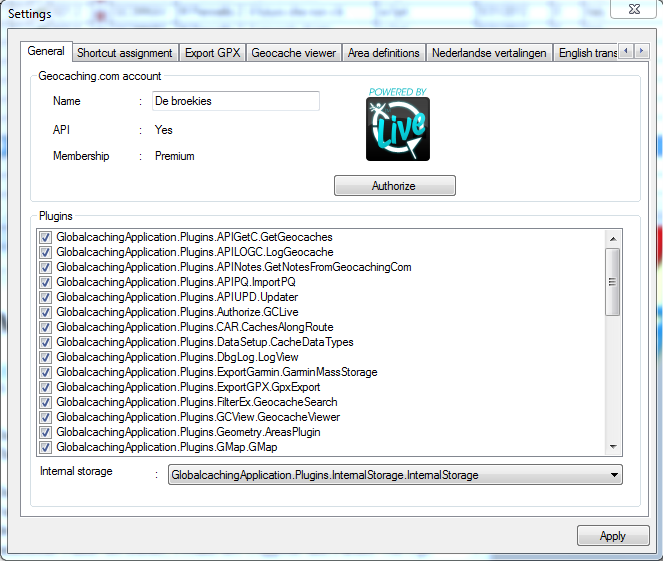 Settings
General Shortcut assignment Export GPX Geocache viewer Area definitions Nederlandse vertalingen English trans
Geocaching.com account
POWERED BY
Live
Name : De broekies
API : Yes
Membership : Premium
Authorize
Plugins
GlobalcachingApplication.Plugins.APIGetC.GetGeocaches
GlobalcachingApplication.Plugins.APILOGC.LogGeocache
GlobalcachingApplication.Plugins.APINotes.GetNotesFromGeocachingCom
GlobalcachingApplication.Plugins.APIPQ.ImportPQ
GlobalcachingApplication.Plugins.APIUPD.Updater
GlobalcachingApplication.Plugins.Authorize.GCLive
GlobalcachingApplication.Plugins.CAR.CachesAlongRoute
GlobalcachingApplication.Plugins.DataSetup.CacheDataTypes
GlobalcachingApplication.Plugins.DbgLog.LogView
GlobalcachingApplication.Plugins.ExportGarmin.GarminMassStorage
GlobalcachingApplication.Plugins.ExportGPX.GpxExport
GlobalcachingApplication.Plugins.FilterEx.GeocacheSearch
GlobalcachingApplication.Plugins.GCView.GeocacheViewer
GlobalcachingApplication.Plugins.Geometry.AreasPlugin
GlobalcachingApplication.Plugins.GMap.GMap
Internal storage : GlobalcachingApplication.Plugins.InternalStorage.InternalStorage
Apply